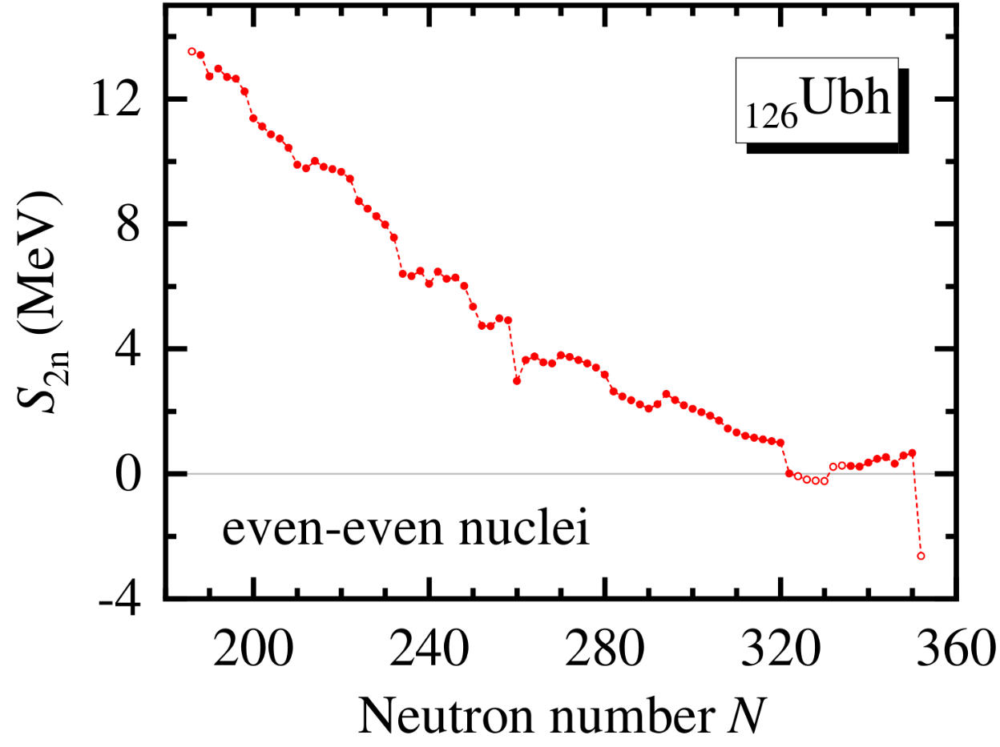 12
8
4
0
-4
S2n (MeV)
126Ubh
even-even nuclei
200 240 280 320 360
Neutron number N